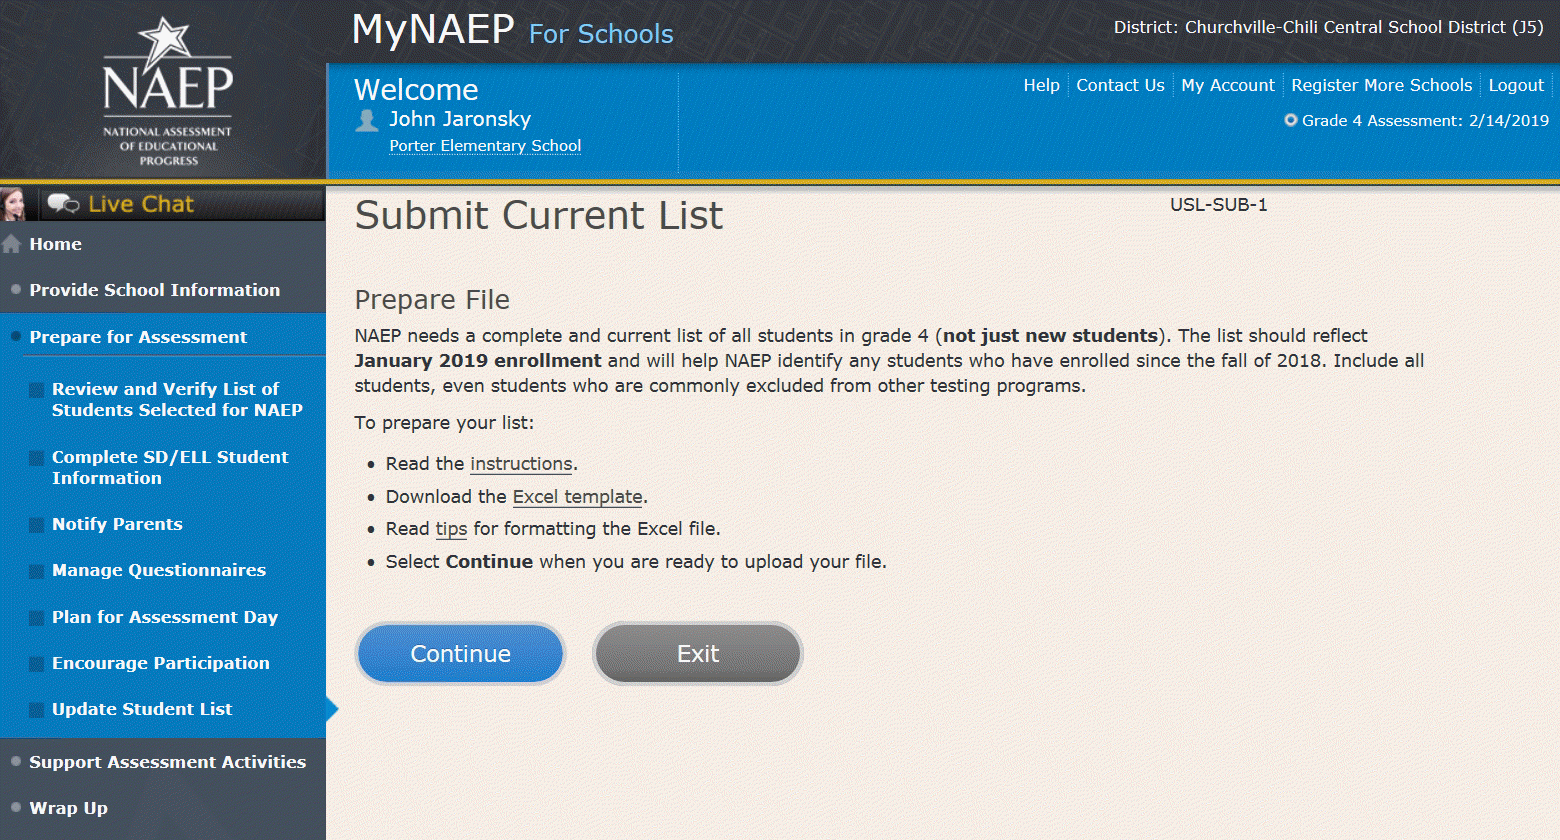 NAEP
NATIONAL ASSESSMENT
OF EDUCATIONAL
PROGRESS
MyNAEP For Schools
District: Churchville-Chili Central School District (J5)
Welcome
John Jaronsky
Porter Elementary School
Help Contact Us My Account Register More Schools Logout
Grade 4 Assessment: 2/14/2019
Live Chat
Home
Provide School Information
Prepare for Assessment
Review and Verify List of
Students Selected for NAEP
Complete SD/ELL Student
Information
Notify Parents
Manage Questionnaires
Plan for Assessment Day
Encourage Participation
Update Student List
Support Assessment Activities
Wrap Up
Submit Current List
USL-SUB-1
Prepare File
NAEP needs a complete and current list of all students in grade 4 (not just new students). The list should reflect
January 2019 enrollment and will help NAEP identify any students who have enrolled since the fall of 2018. Include all
students, even students who are commonly excluded from other testing programs.
To prepare your list:
• Read the instructions.
• Download the Excel template.
• Read tips for formatting the Excel file.
• Select Continue when you are ready to upload your file.
Continue
Exit